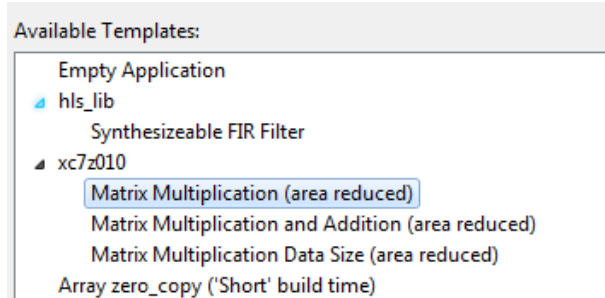 Available Templates:
Empty Application
hls_lib
Synthesizeable FIR Filter
xc7z010
Matrix Multiplication (area reduced)
Matrix Multiplication and Addition (area reduced)
Matrix Multiplication Data Size (area reduced)
Array zero_copy ('Short' build time)